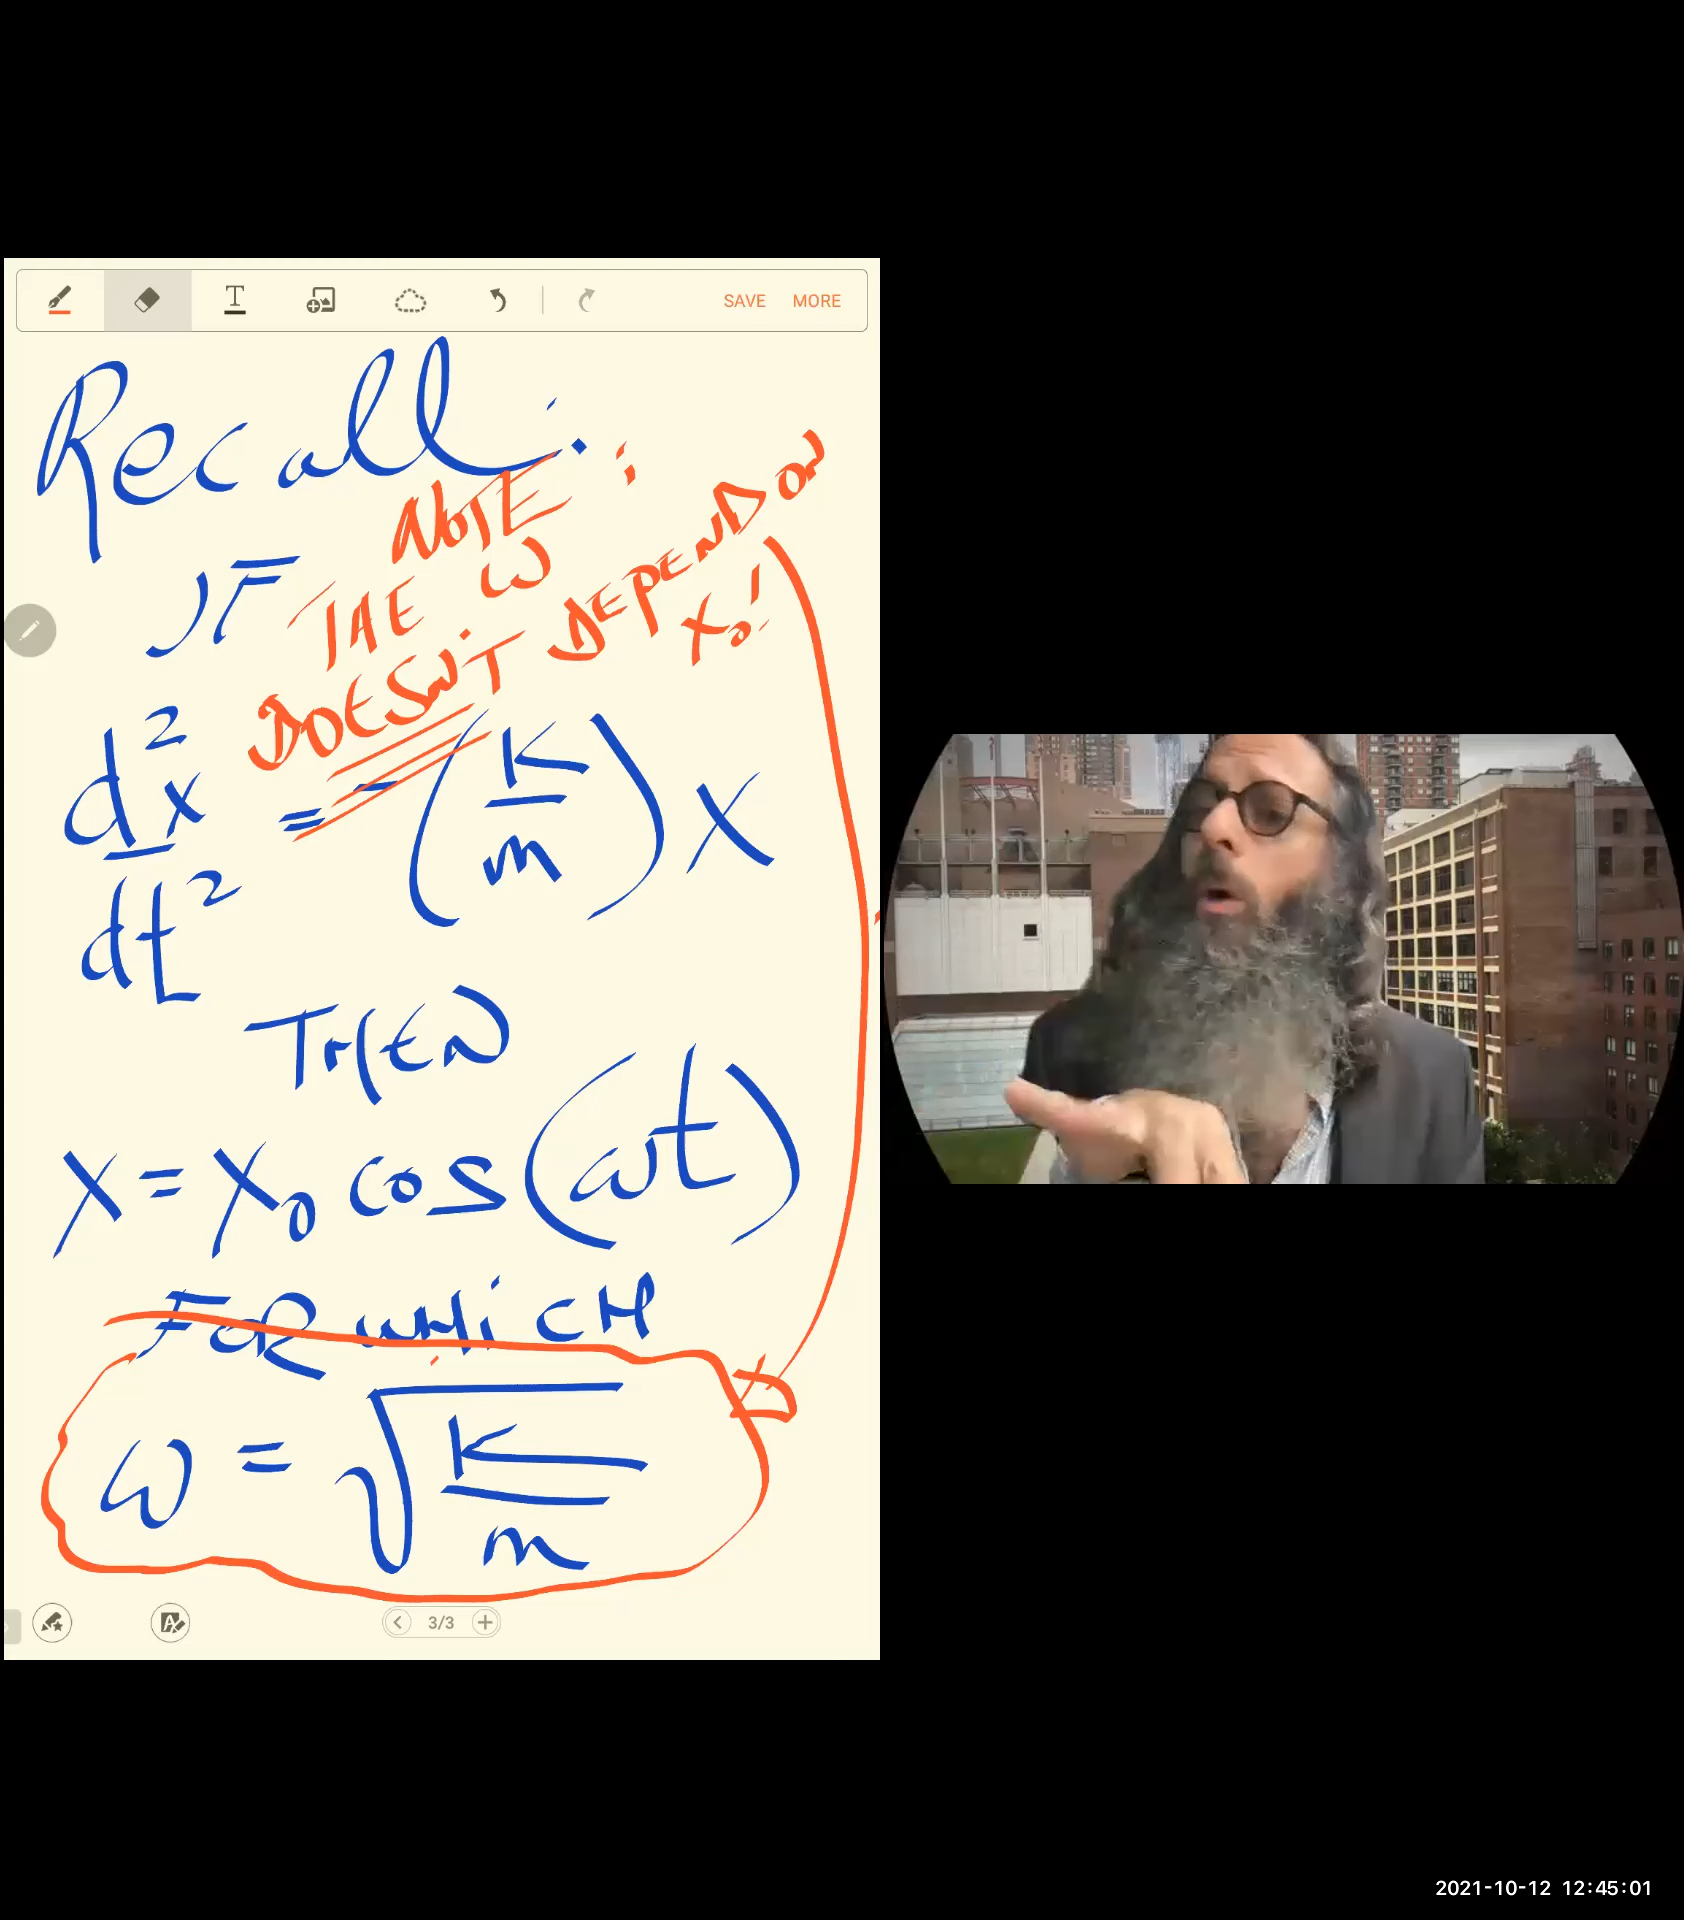 T SAVE MORE
Recall:
NOTE:
IF THE ω
DOESN'T DEPEND ON
X₀!
d²x/dt² = -(K/m) X
THEN
X = X₀ cos(ωt)
FOR WHICH
ω = √(K/m)
A
3/3
2021-10-12 12:45:01